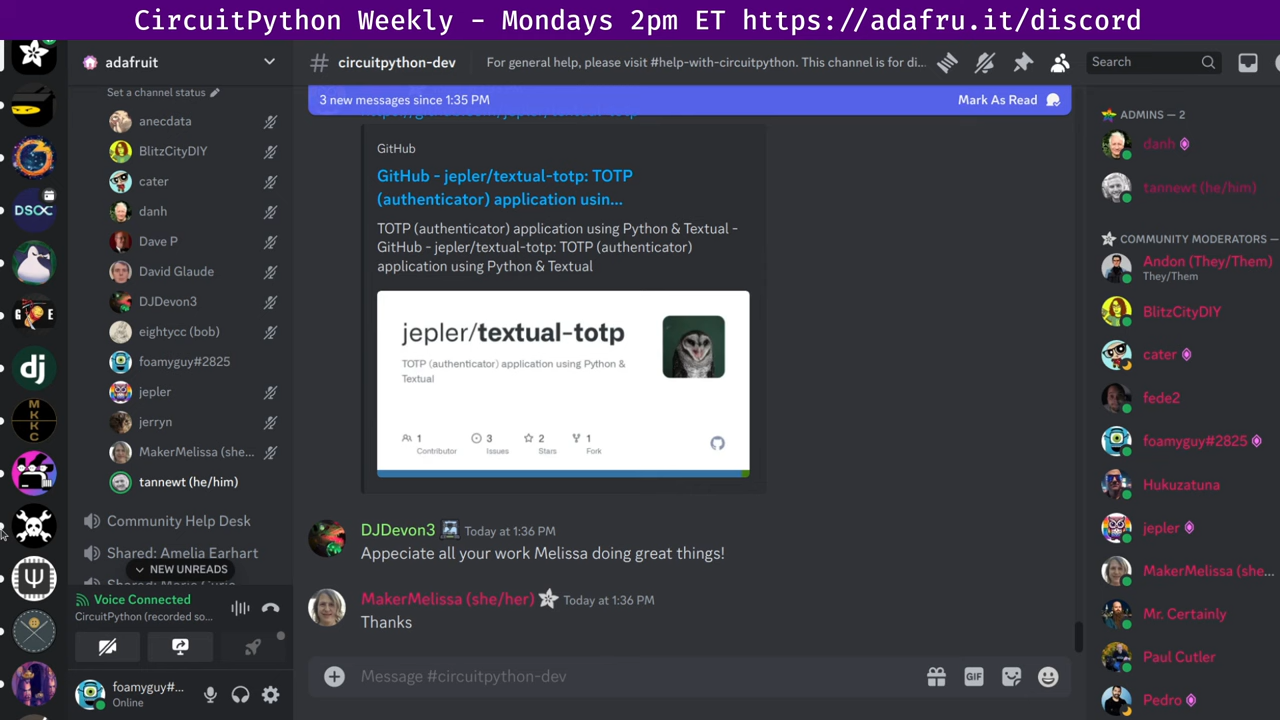 CircuitPython Weekly - Mondays 2pm ET https://adafru.it/discord
adafruit
Set a channel status
anecdata
BlitzCityDIY
cater
danh
Dave P
David Glaude
DJDevon3
eightycc (bob)
foamyguy#2825
jepler
jerryn
MakerMelissa (she...
tannewt (he/him)
Community Help Desk
Shared: Amelia Earhart
NEW UNREADS
Voice Connected
CircuitPython (recorded so...
foamyguy#...
Online
DSOC
dj
M
K
K
C
# circuitpython-dev
For general help, please visit #help-with-circuitpython. This channel is for di...
3 new messages since 1:35 PM
Mark As Read
GitHub
GitHub - jepler/textual-totp: TOTP
(authenticator) application usin...
TOTP (authenticator) application using Python & Textual -
GitHub - jepler/textual-totp: TOTP (authenticator)
application using Python & Textual
jepler/textual-totp
TOTP (authenticator) application using Python &
Textual
1
Contributor
3
Issues
2
Stars
1
Fork
DJDevon3 Today at 1:36 PM
Appeciate all your work Melissa doing great things!
MakerMelissa (she/her) Today at 1:36 PM
Thanks
Message #circuitpython-dev
GIF
Search
ADMINS — 2
danh
tannewt (he/him)
COMMUNITY MODERATORS —
Andon (They/Them)
They/Them
BlitzCityDIY
cater
fede2
foamyguy#2825
Hukuzatuna
jepler
MakerMelissa (she...
Mr. Certainly
Paul Cutler
Pedro